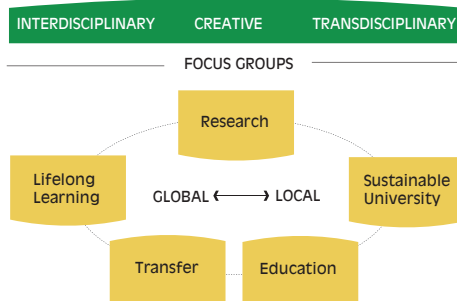 INTERDISCIPLINARY CREATIVE TRANSDISCIPLINARY
FOCUS GROUPS
Research
Lifelong
Learning
GLOBAL LOCAL
Sustainable
University
Transfer
Education